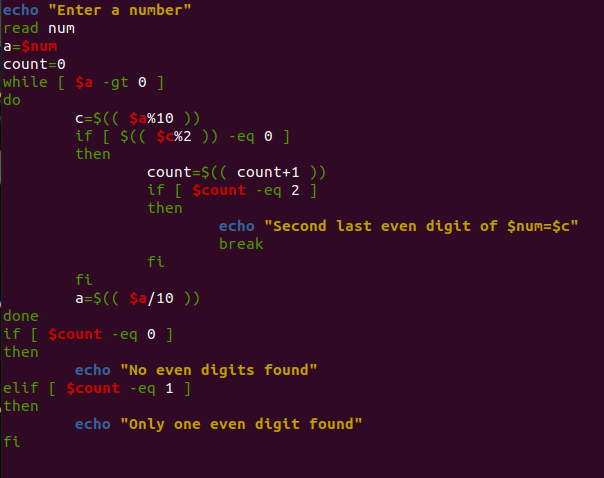 echo "Enter a number"
read num
a=$num
count=0
while [ $a -gt 0 ]
do
        c=$(( $a%10 ))
        if [ $(( $c%2 )) -eq 0 ]
        then
                count=$(( count+1 ))
                if [ $count -eq 2 ]
                then
                        echo "Second last even digit of $num=$c"
                        break
                fi
        fi
        a=$(( $a/10 ))
done
if [ $count -eq 0 ]
then
        echo "No even digits found"
elif [ $count -eq 1 ]
then
        echo "Only one even digit found"
fi